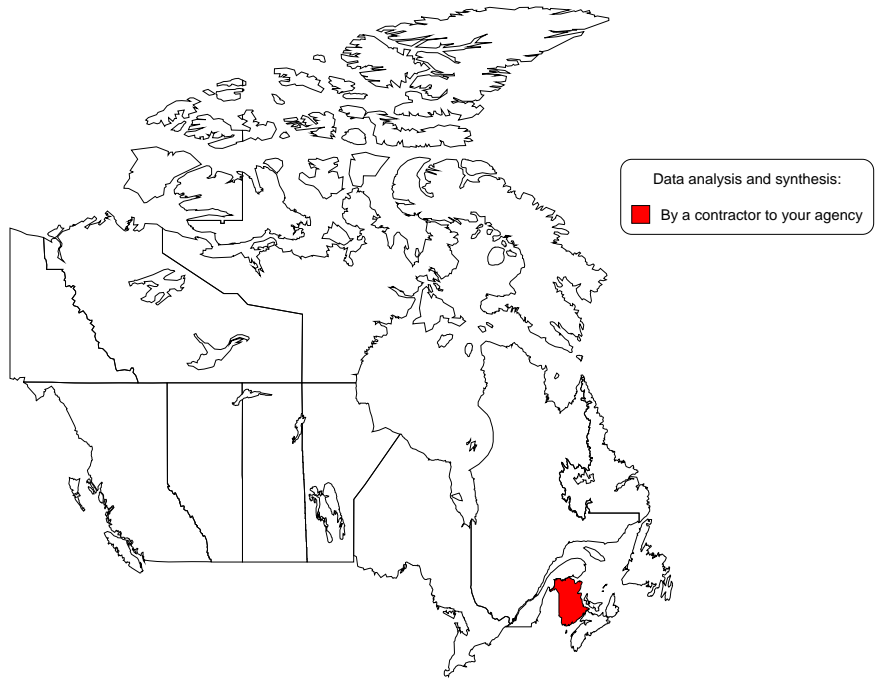 Data analysis and synthesis:
By a contractor to your agency